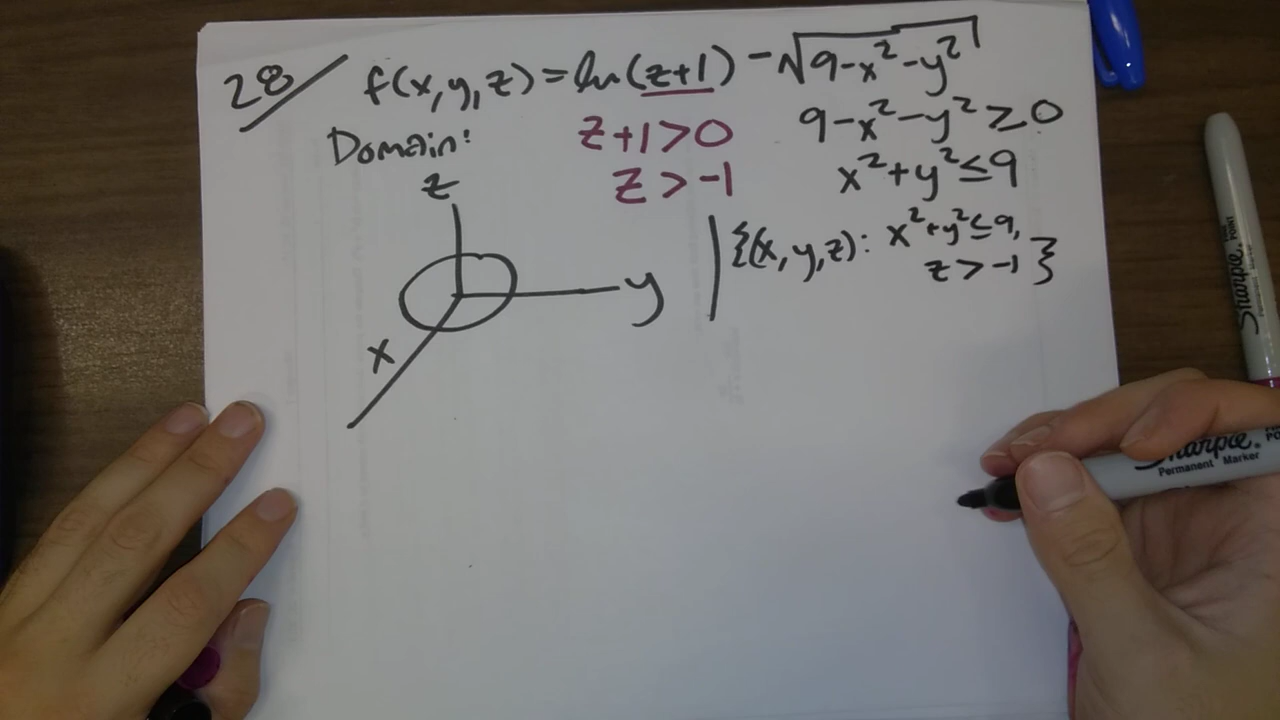 28/ f(x,y,z)=ln(z+1) -√9-x²-y²
Domain: z+1>0 9-x²-y²≥0
z>-1 x²+y²≤9
z
{(x,y,z): x²+y²≤9,
z>-1}
y
x
Sharpie
Sharpie.
Permanent Marker